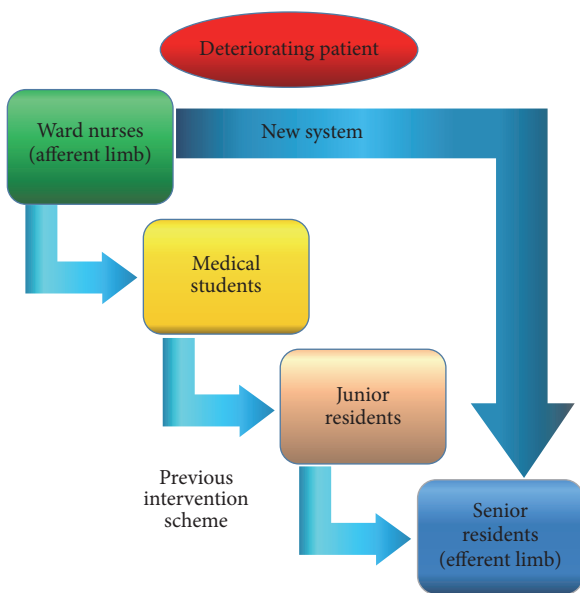 Deteriorating patient
Ward nurses
(afferent limb)
New system
Medical
students
Junior
residents
Previous
intervention
scheme
Senior
residents
(efferent limb)